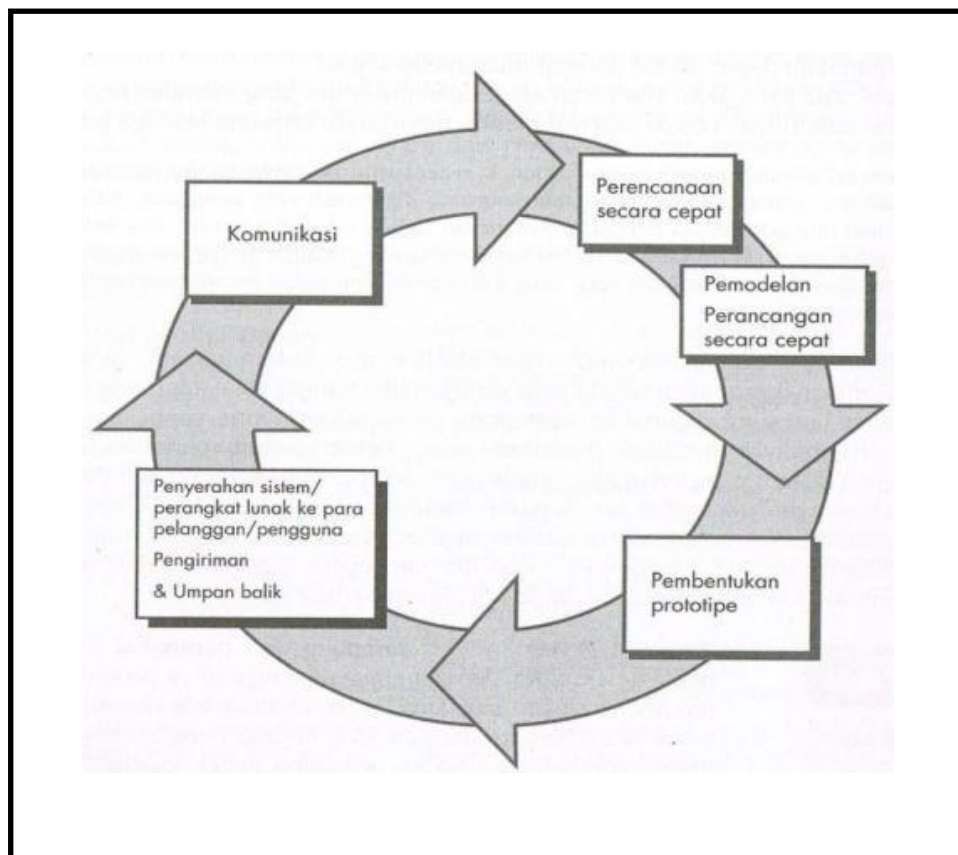 Komunikasi
Perencanaan
secara cepat
Pemodelan
Perancangan
secara cepat
Pembentukan
prototipe
Penyerahan sistem/
perangkat lunak ke para
pelanggan/pengguna
Pengiriman
& Umpan balik